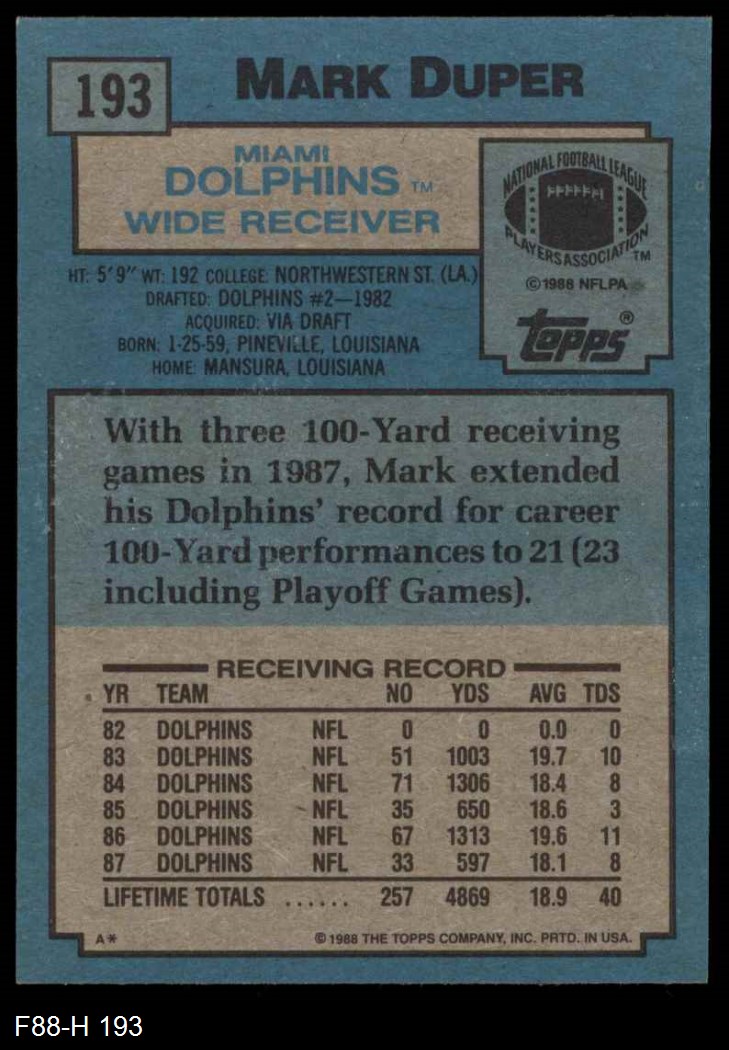 193
MARK DUPER
MIAMI
DOLPHINS TM
WIDE RECEIVER
NATIONAL FOOTBALL LEAGUE
PLAYERS ASSOCIATION TM
© 1988 NFLPA
topps ®
HT: 5'9" WT: 192 COLLEGE: NORTHWESTERN ST. (LA.)
DRAFTED: DOLPHINS #2—1982
ACQUIRED: VIA DRAFT
BORN: 1-25-59, PINEVILLE, LOUISIANA
HOME: MANSURA, LOUISIANA
With three 100-Yard receiving
games in 1987, Mark extended
his Dolphins' record for career
100-Yard performances to 21 (23
including Playoff Games).
RECEIVING RECORD
YR TEAM NO YDS AVG TDS
82 DOLPHINS NFL 0 0 0.0 0
83 DOLPHINS NFL 51 1003 19.7 10
84 DOLPHINS NFL 71 1306 18.4 8
85 DOLPHINS NFL 35 650 18.6 3
86 DOLPHINS NFL 67 1313 19.6 11
87 DOLPHINS NFL 33 597 18.1 8
LIFETIME TOTALS ...... 257 4869 18.9 40
A* © 1988 THE TOPPS COMPANY, INC. PRTD. IN USA.
F88-H 193